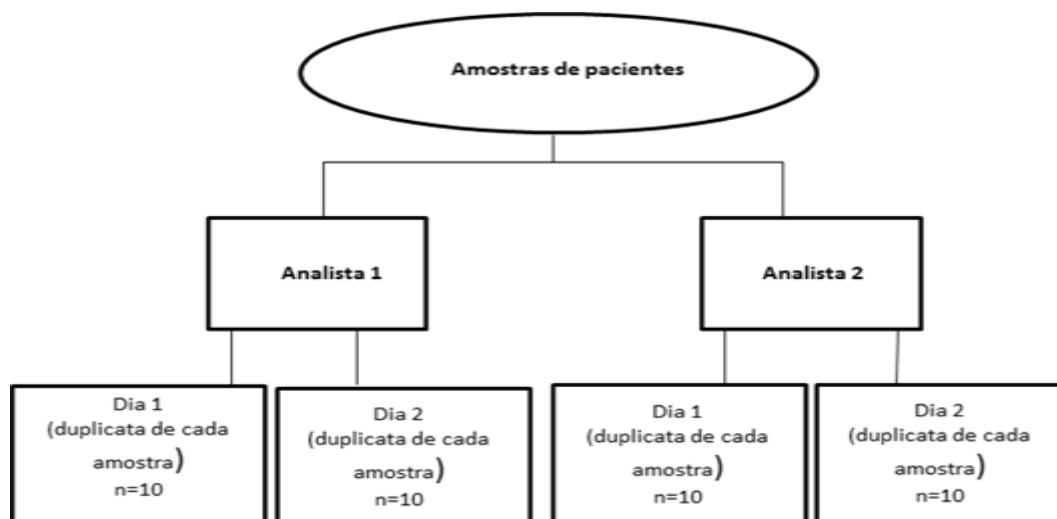 Amostras de pacientes
Analista 1
Analista 2
Dia 1
(duplicata de cada
amostra)
n=10
Dia 2
(duplicata de cada
amostra)
n=10
Dia 1
(duplicata de cada
amostra)
n=10
Dia 2
(duplicata de cada
amostra)
n=10